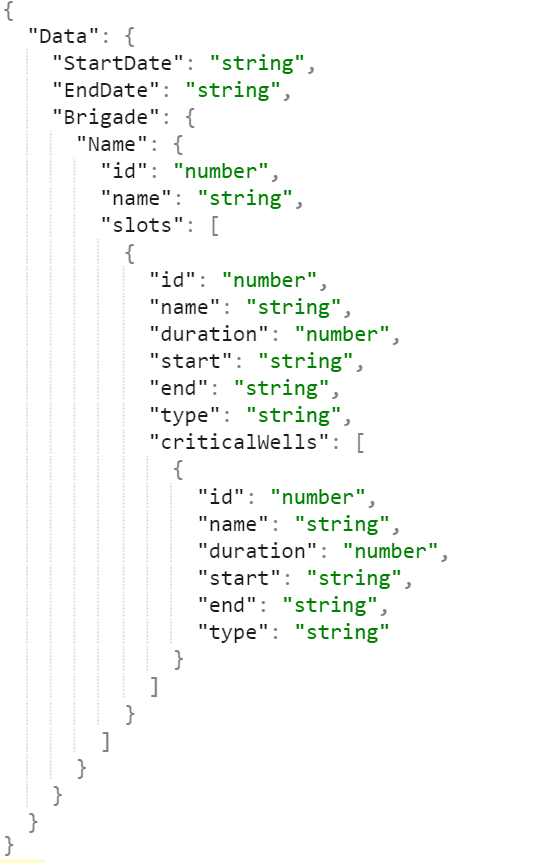 {
  "Data": {
    "StartDate": "string",
    "EndDate": "string",
    "Brigade": {
      "Name": {
        "id": "number",
        "name": "string",
        "slots": [
          {
            "id": "number",
            "name": "string",
            "duration": "number",
            "start": "string",
            "end": "string",
            "type": "string",
            "criticalWells": [
              {
                "id": "number",
                "name": "string",
                "duration": "number",
                "start": "string",
                "end": "string",
                "type": "string"
              }
            ]
          }
        ]
      }
    }
  }
}